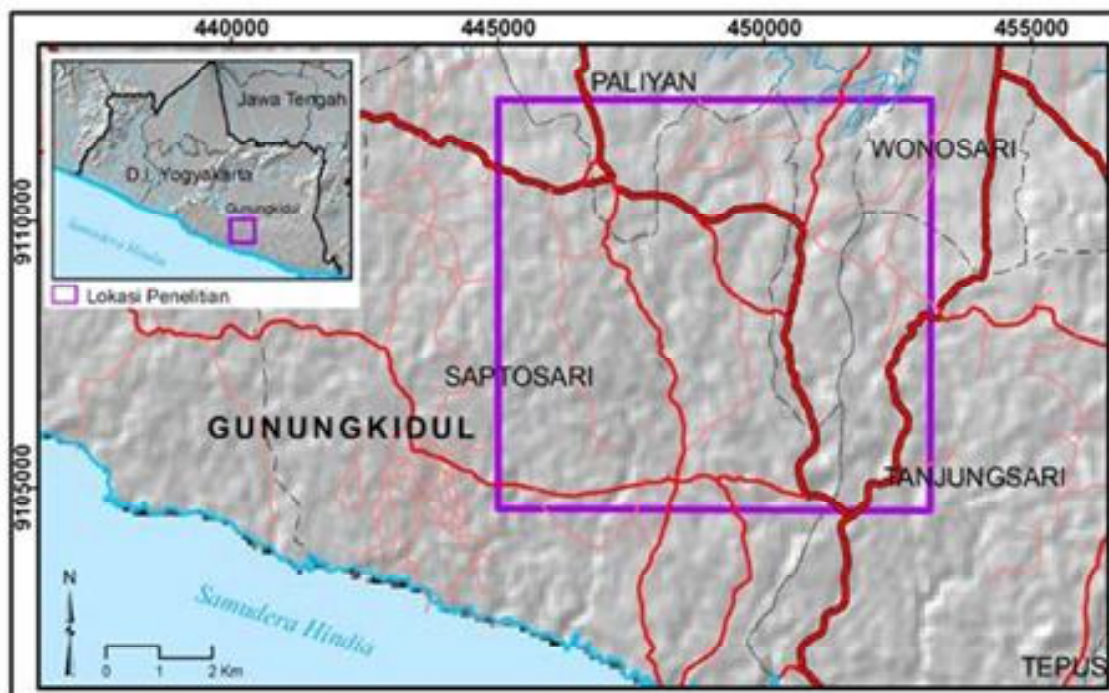 440000 445000 450000 455000
PALIYAN
Jawa Tengah
WONOSARI
D.I. Yogyakarta
Gunungkidul
9110000
Samudera Hindia
Lokasi Penelitian
SAPTOSARI
GUNUNGKIDUL
TANJUNGSARI
9105000
N
Samudera Hindia
0 1 2 Km
TEPUS